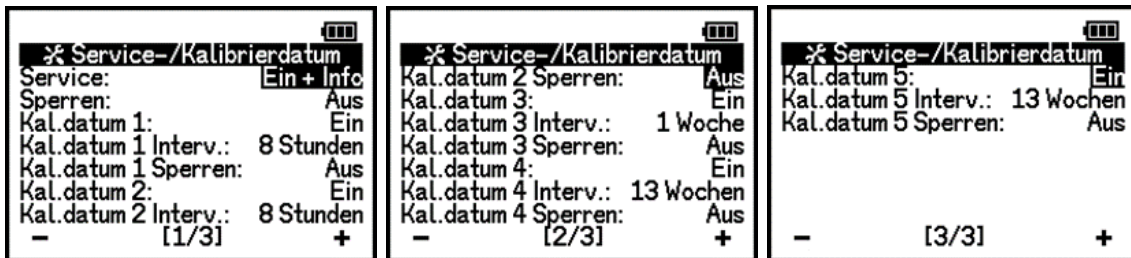 Service-/Kalibrierdatum
Service: Ein + Info
Sperren: Aus
Kal.datum 1: Ein
Kal.datum 1 Interv.: 8 Stunden
Kal.datum 1 Sperren: Aus
Kal.datum 2: Ein
Kal.datum 2 Interv.: 8 Stunden
– [1/3] +
Service-/Kalibrierdatum
Kal.datum 2 Sperren: Aus
Kal.datum 3: Ein
Kal.datum 3 Interv.: 1 Woche
Kal.datum 3 Sperren: Aus
Kal.datum 4: Ein
Kal.datum 4 Interv.: 13 Wochen
Kal.datum 4 Sperren: Aus
– [2/3] +
Service-/Kalibrierdatum
Kal.datum 5: Ein
Kal.datum 5 Interv.: 13 Wochen
Kal.datum 5 Sperren: Aus
– [3/3] +